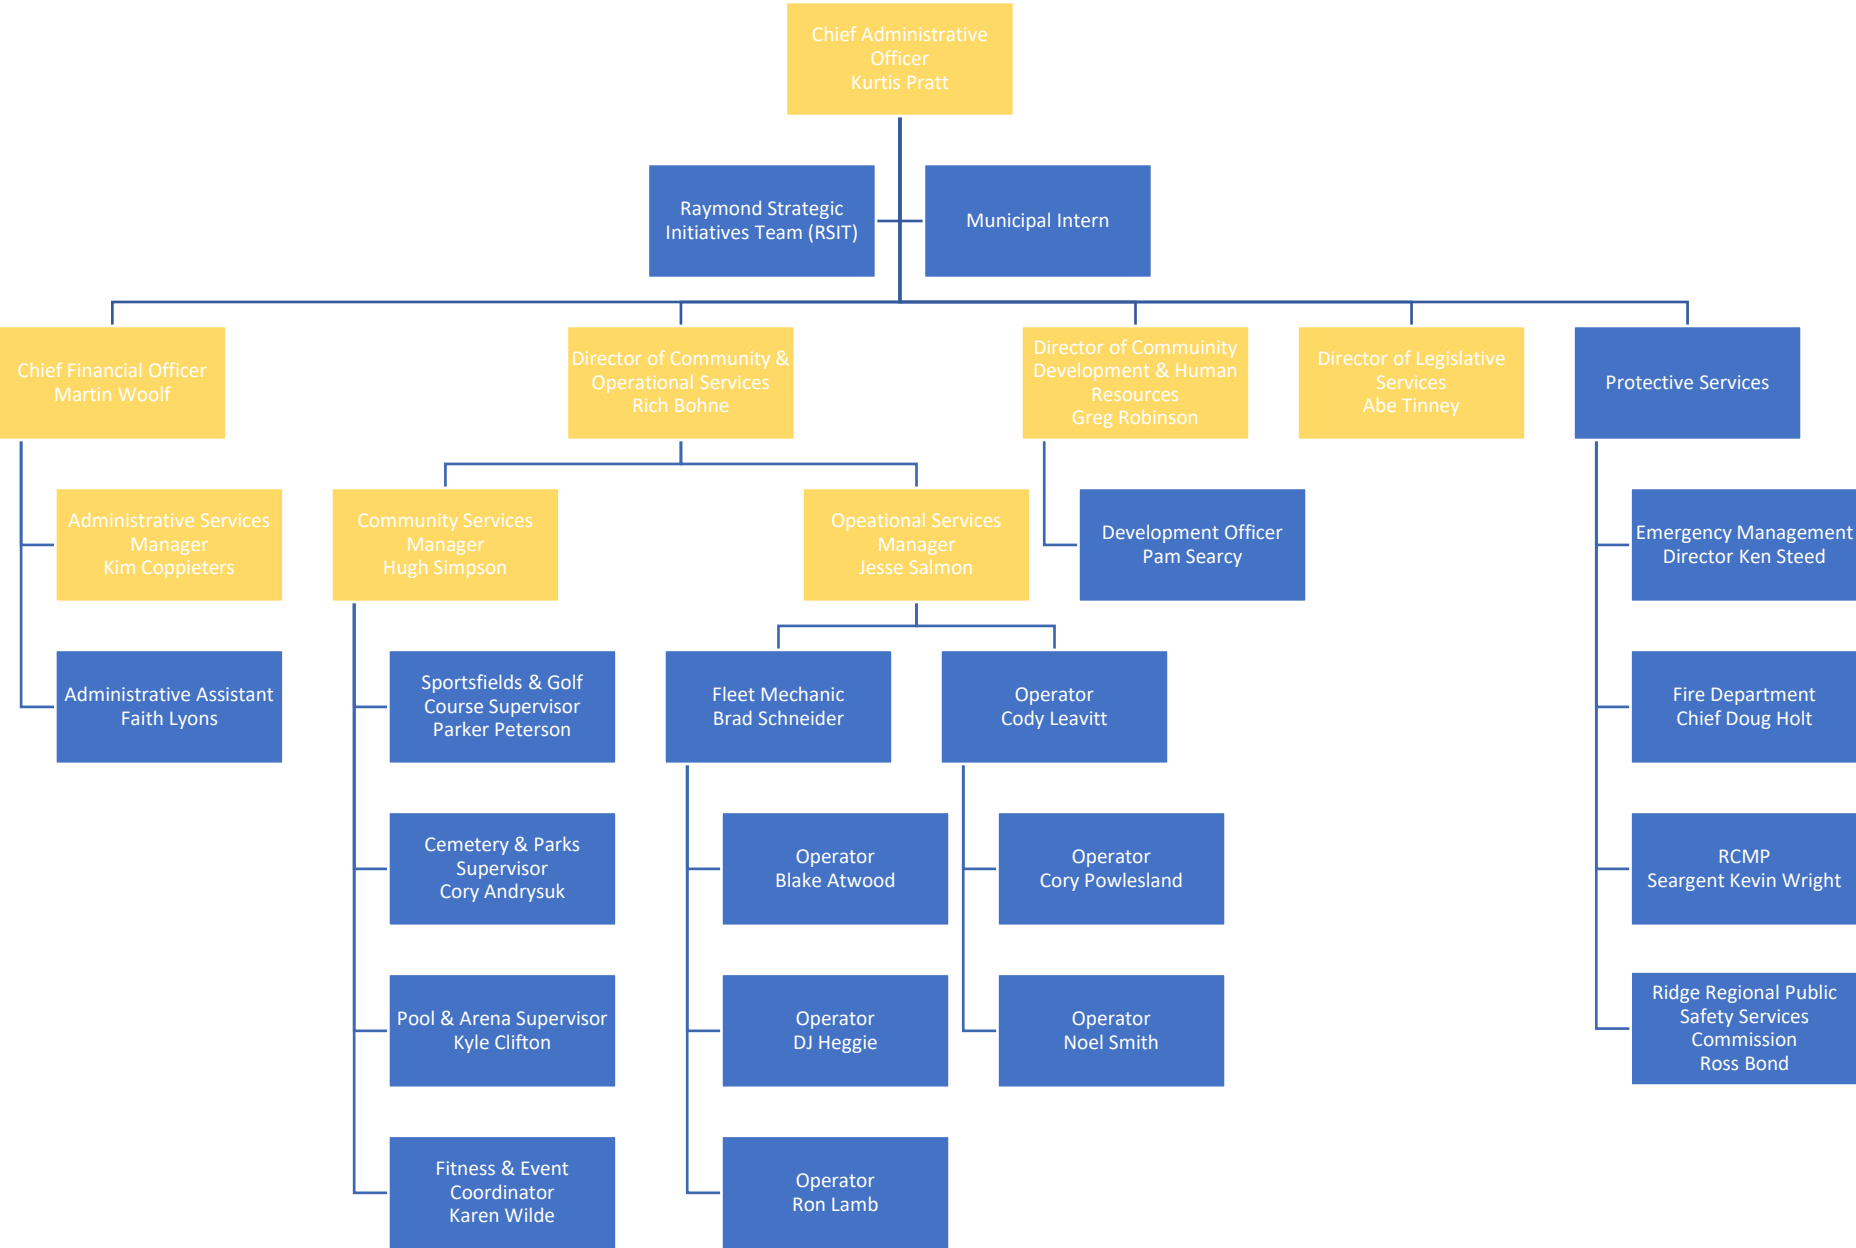 Chief Administrative
Officer
Kurtis Pratt
Raymond Strategic
Initiatives Team (RSIT)
Municipal Intern
Chief Financial Officer
Martin Woolf
Director of Community &
Operational Services
Rich Bohne
Director of Commuinity
Development & Human
Resources
Greg Robinson
Director of Legislative
Services
Abe Tinney
Protective Services
Administrative Services
Manager
Kim Coppieters
Community Services
Manager
Hugh Simpson
Opeational Services
Manager
Jesse Salmon
Development Officer
Pam Searcy
Emergency Management
Director Ken Steed
Administrative Assistant
Faith Lyons
Sportsfields & Golf
Course Supervisor
Parker Peterson
Fleet Mechanic
Brad Schneider
Operator
Cody Leavitt
Fire Department
Chief Doug Holt
Cemetery & Parks
Supervisor
Cory Andrysuk
Operator
Blake Atwood
Operator
Cory Powlesland
RCMP
Seargent Kevin Wright
Pool & Arena Supervisor
Kyle Clifton
Operator
DJ Heggie
Operator
Noel Smith
Ridge Regional Public
Safety Services
Commission
Ross Bond
Fitness & Event
Coordinator
Karen Wilde
Operator
Ron Lamb